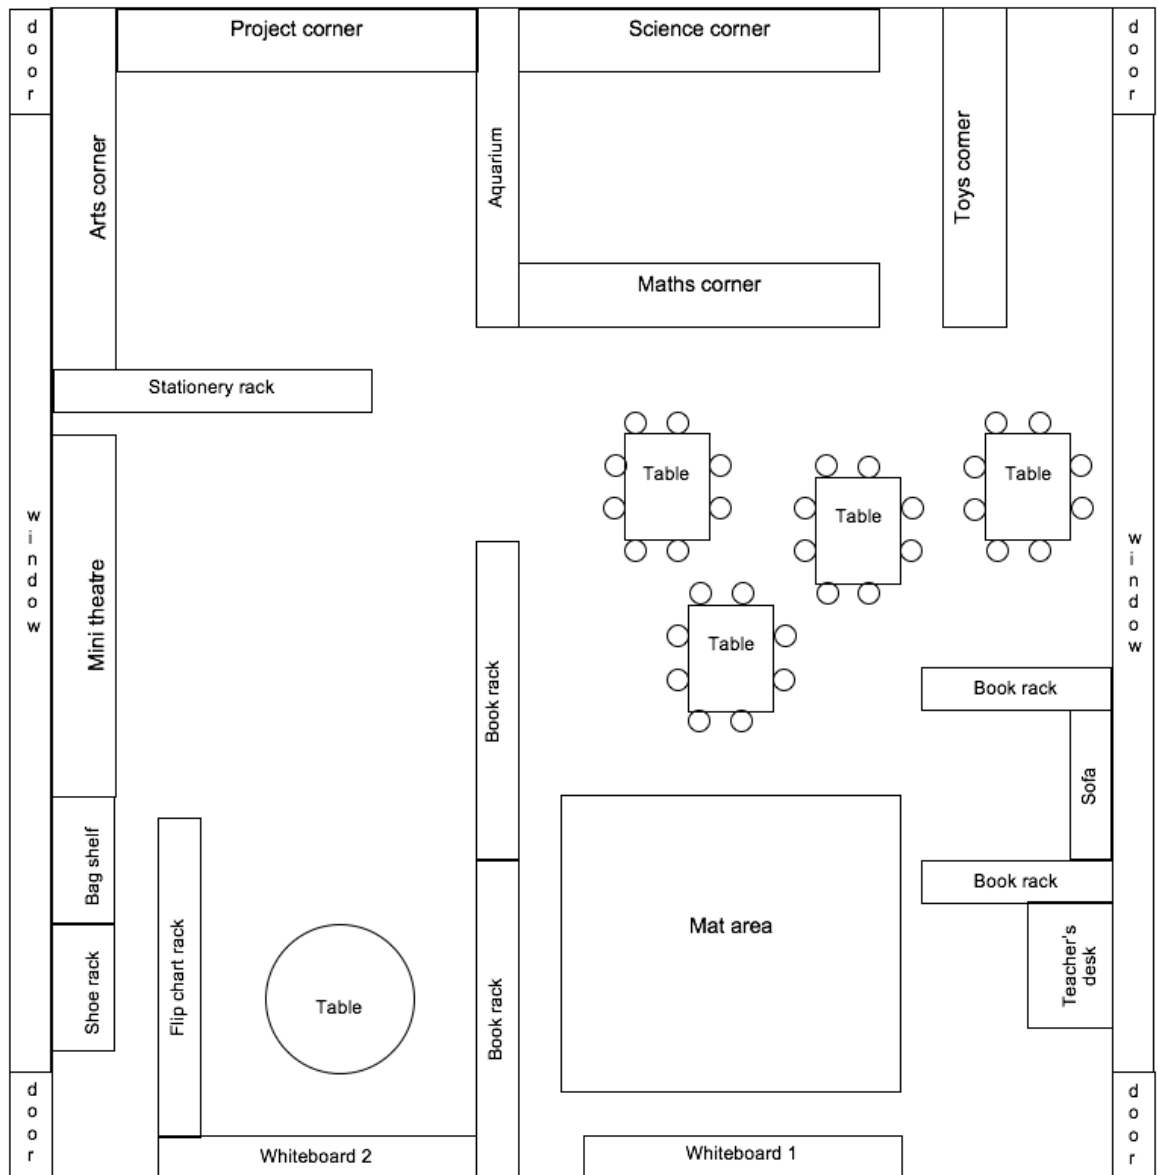 door
Project corner
Science corner
door
Arts corner
Aquarium
Toys corner
Maths corner
Stationery rack
Table
Table
Table
window
window
Mini theatre
Table
Book rack
Book rack
Sofa
Bag shelf
Book rack
Mat area
Flip chart rack
Shoe rack
Table
Book rack
Teacher's
desk
door
door
Whiteboard 2
Whiteboard 1